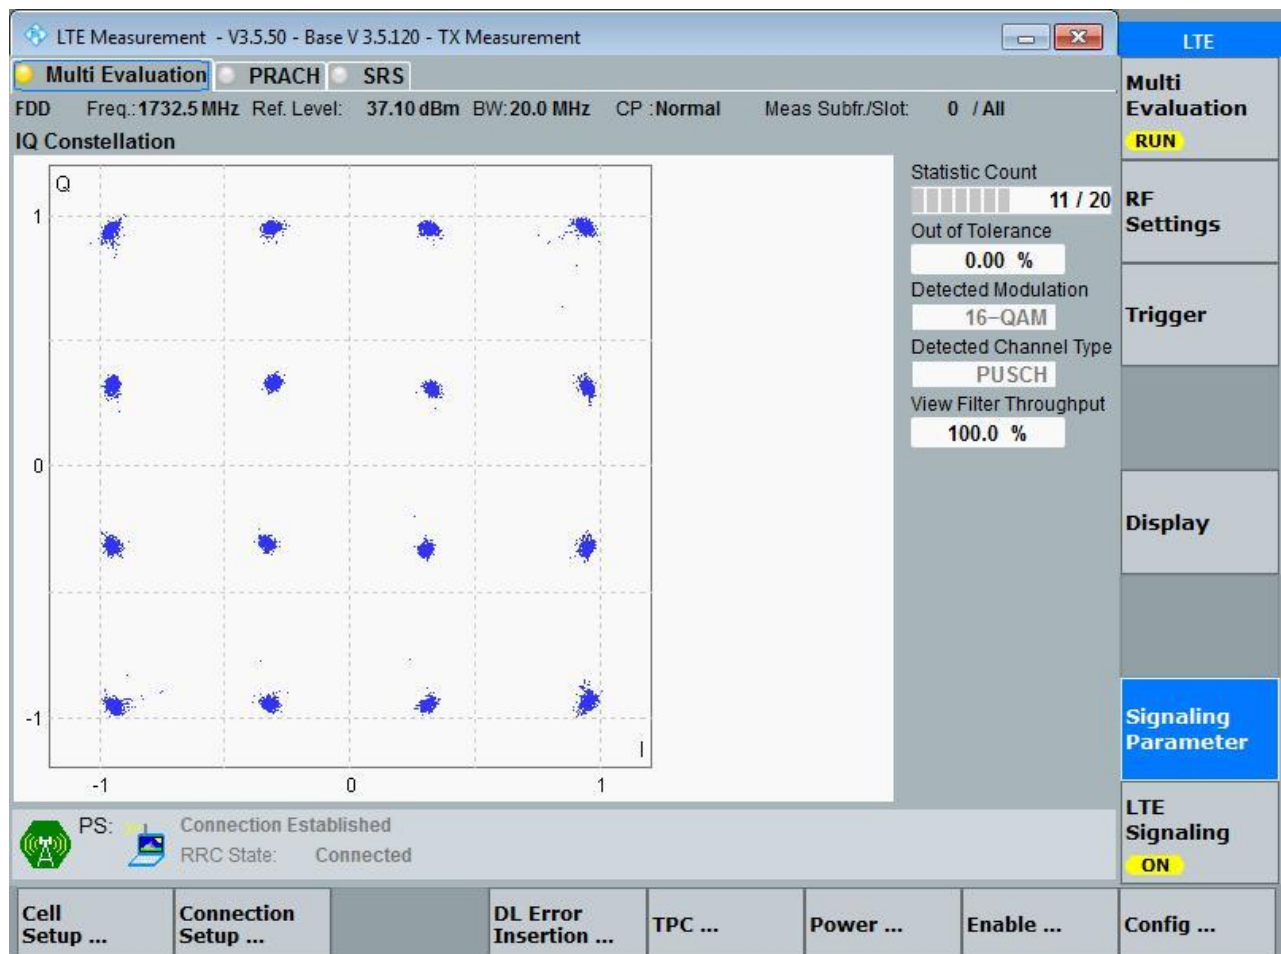 LTE Measurement - V3.5.50 - Base V 3.5.120 - TX Measurement
LTE
Multi Evaluation PRACH SRS
FDD Freq.: 1732.5 MHz Ref. Level: 37.10 dBm BW: 20.0 MHz CP : Normal Meas Subfr./Slot: 0 / All
IQ Constellation
Q
1
0
-1
-1 0 1
I
Statistic Count
11 / 20
Out of Tolerance
0.00 %
Detected Modulation
16-QAM
Detected Channel Type
PUSCH
View Filter Throughput
100.0 %
Multi
Evaluation
RUN
RF
Settings
Trigger
Display
Signaling
Parameter
LTE
Signaling
ON
PS:
Connection Established
RRC State: Connected
Cell
Setup ...
Connection
Setup ...
DL Error
Insertion ...
TPC ...
Power ...
Enable ...
Config ...